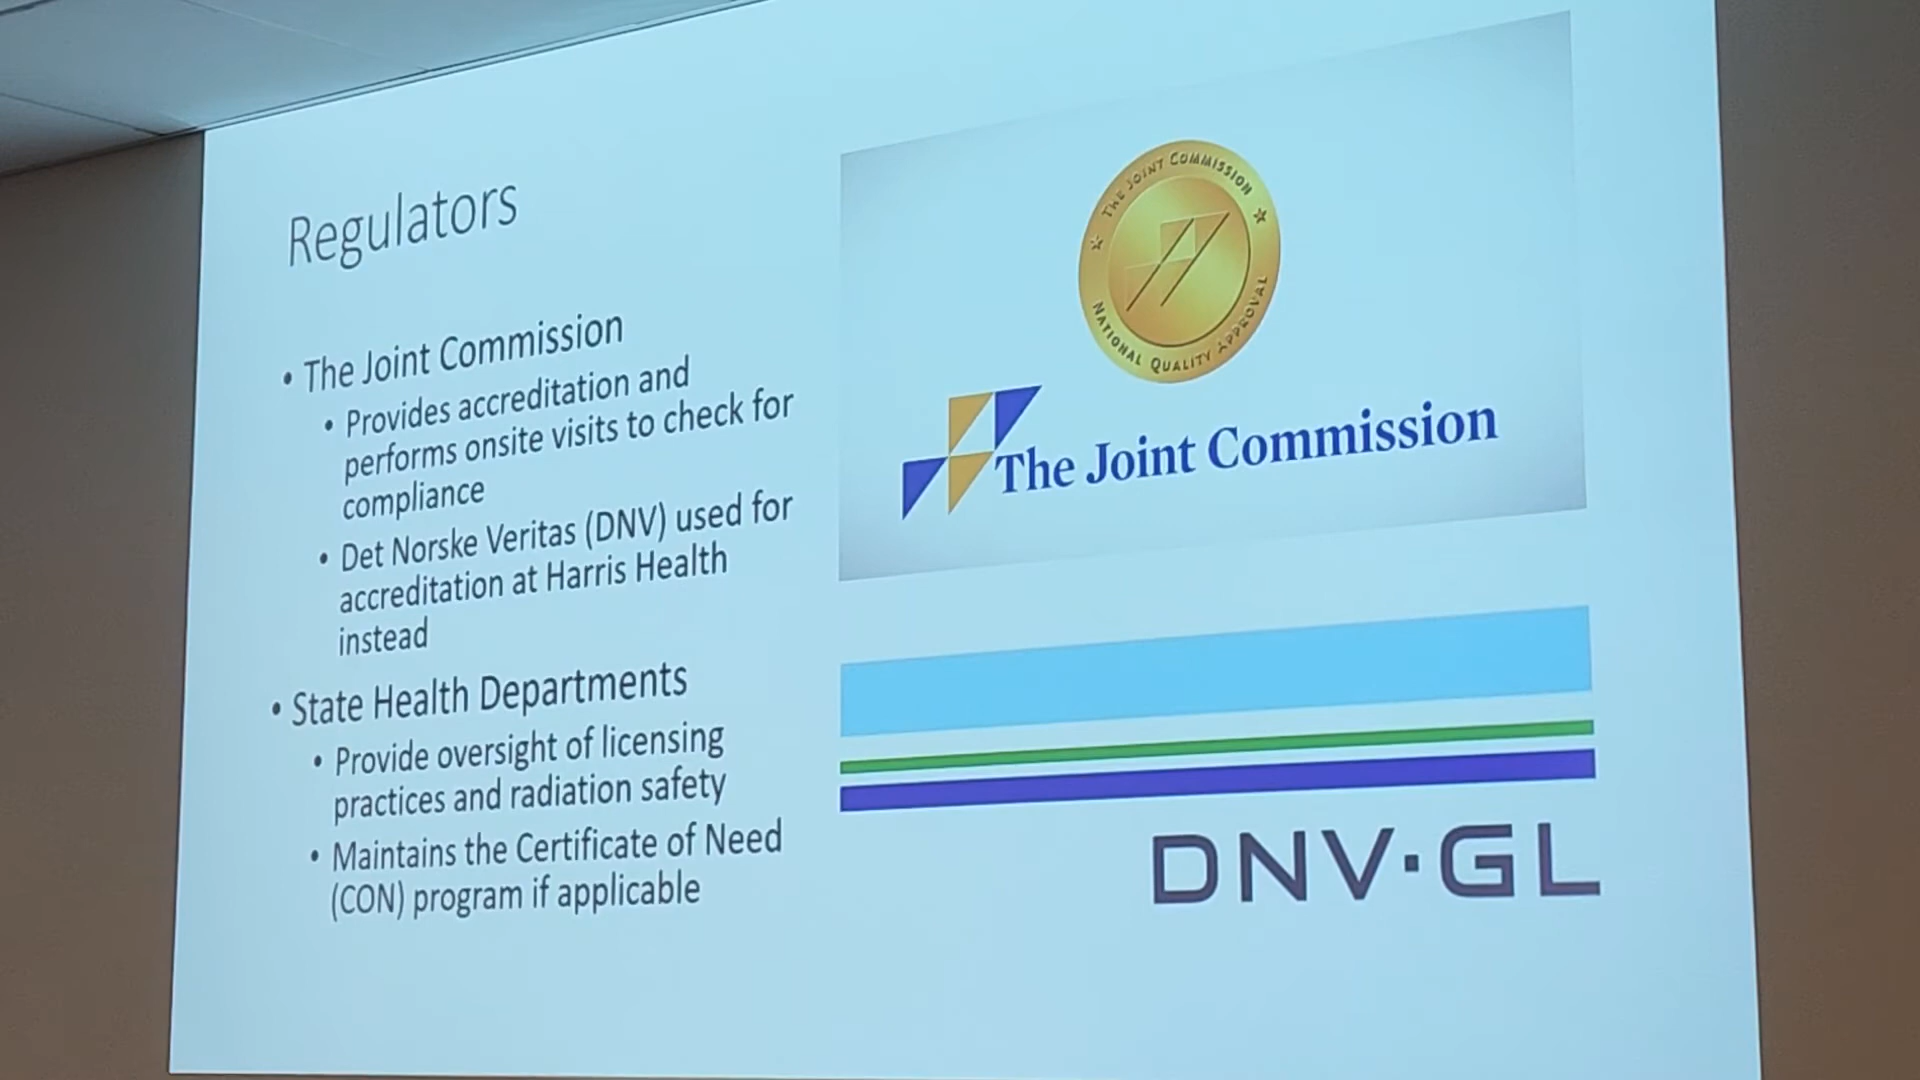 Regulators
• The Joint Commission
• Provides accreditation and
performs onsite visits to check for
compliance
• Det Norske Veritas (DNV) used for
accreditation at Harris Health
instead
• State Health Departments
• Provide oversight of licensing
practices and radiation safety
• Maintains the Certificate of Need
(CON) program if applicable
THE JOINT COMMISSION
NATIONAL QUALITY APPROVAL
The Joint Commission
DNV·GL